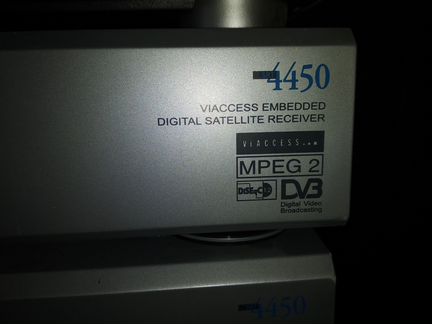 4450
VIACCESS EMBEDDED
DIGITAL SATELLITE RECEIVER
VIACCESS
MPEG 2
DiSEqC
DVB
Digital Video
Broadcasting
4450